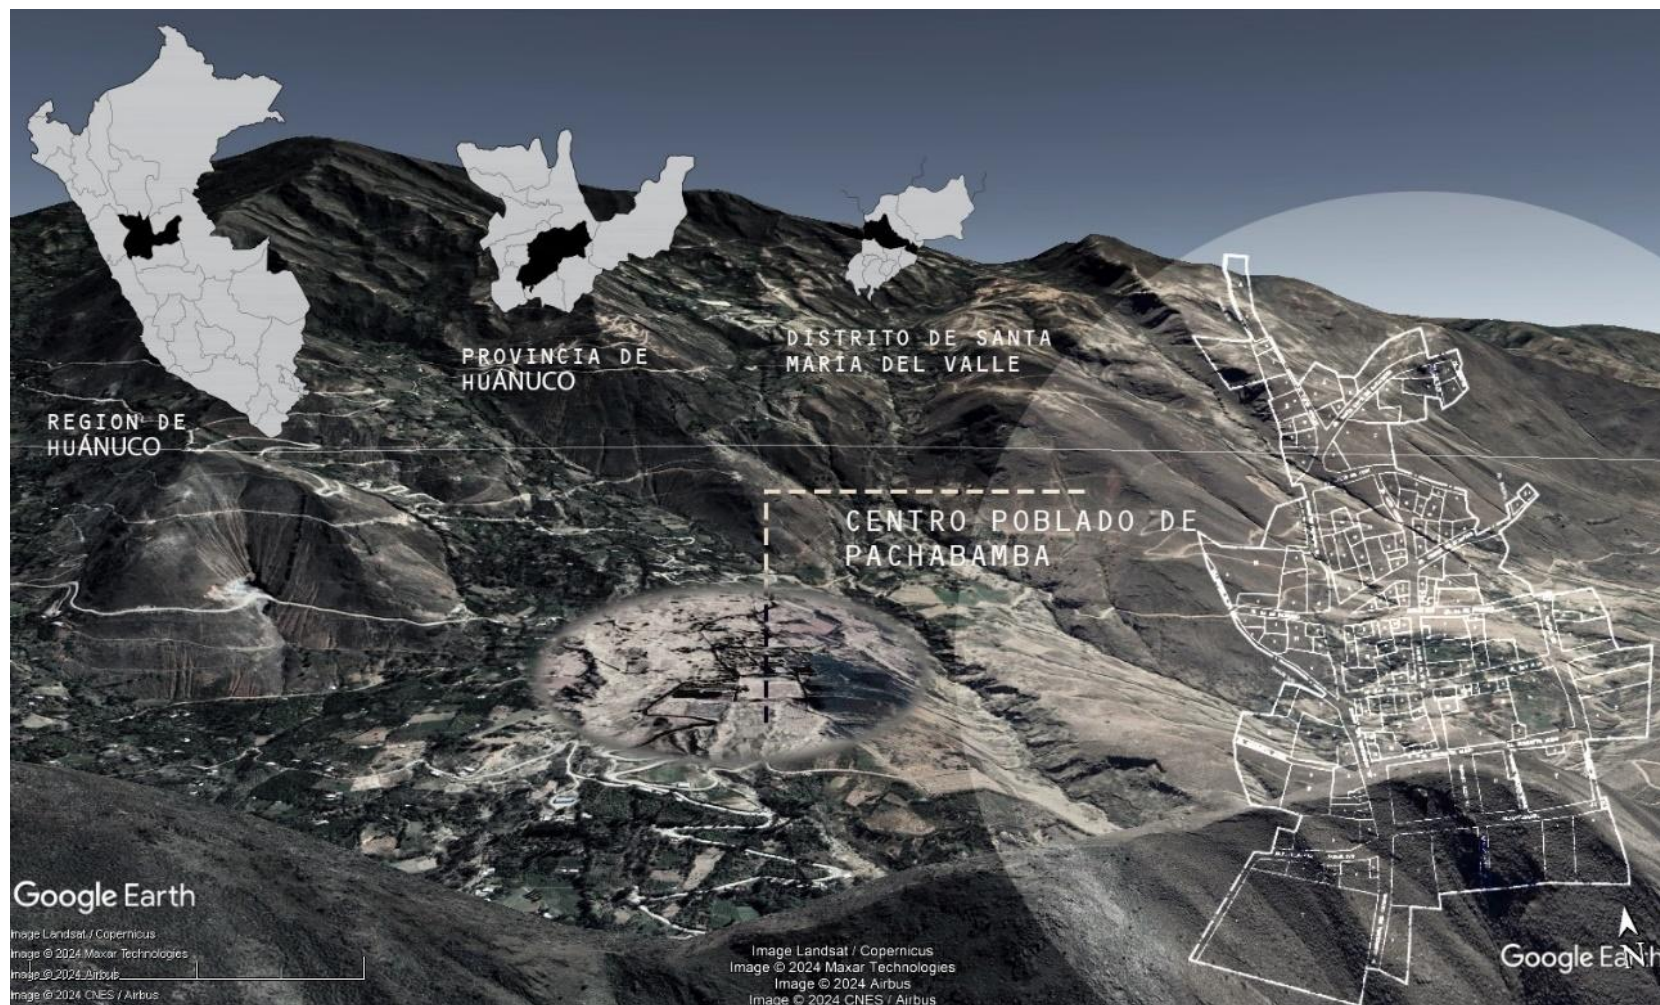 PROVINCIA DE
HUÁNUCO
DISTRITO DE SANTA
MARÍA DEL VALLE
REGION DE
HUÁNUCO
CENTRO POBLADO DE
PACHABAMBA
Google Earth
Image Landsat / Copernicus
Image © 2024 Maxar Technologies
Image © 2024 Airbus
Image © 2024 CNES / Airbus
Image Landsat / Copernicus
Image © 2024 Maxar Technologies
Image © 2024 Airbus
Image © 2024 CNES / Airbus
Google Earth
N